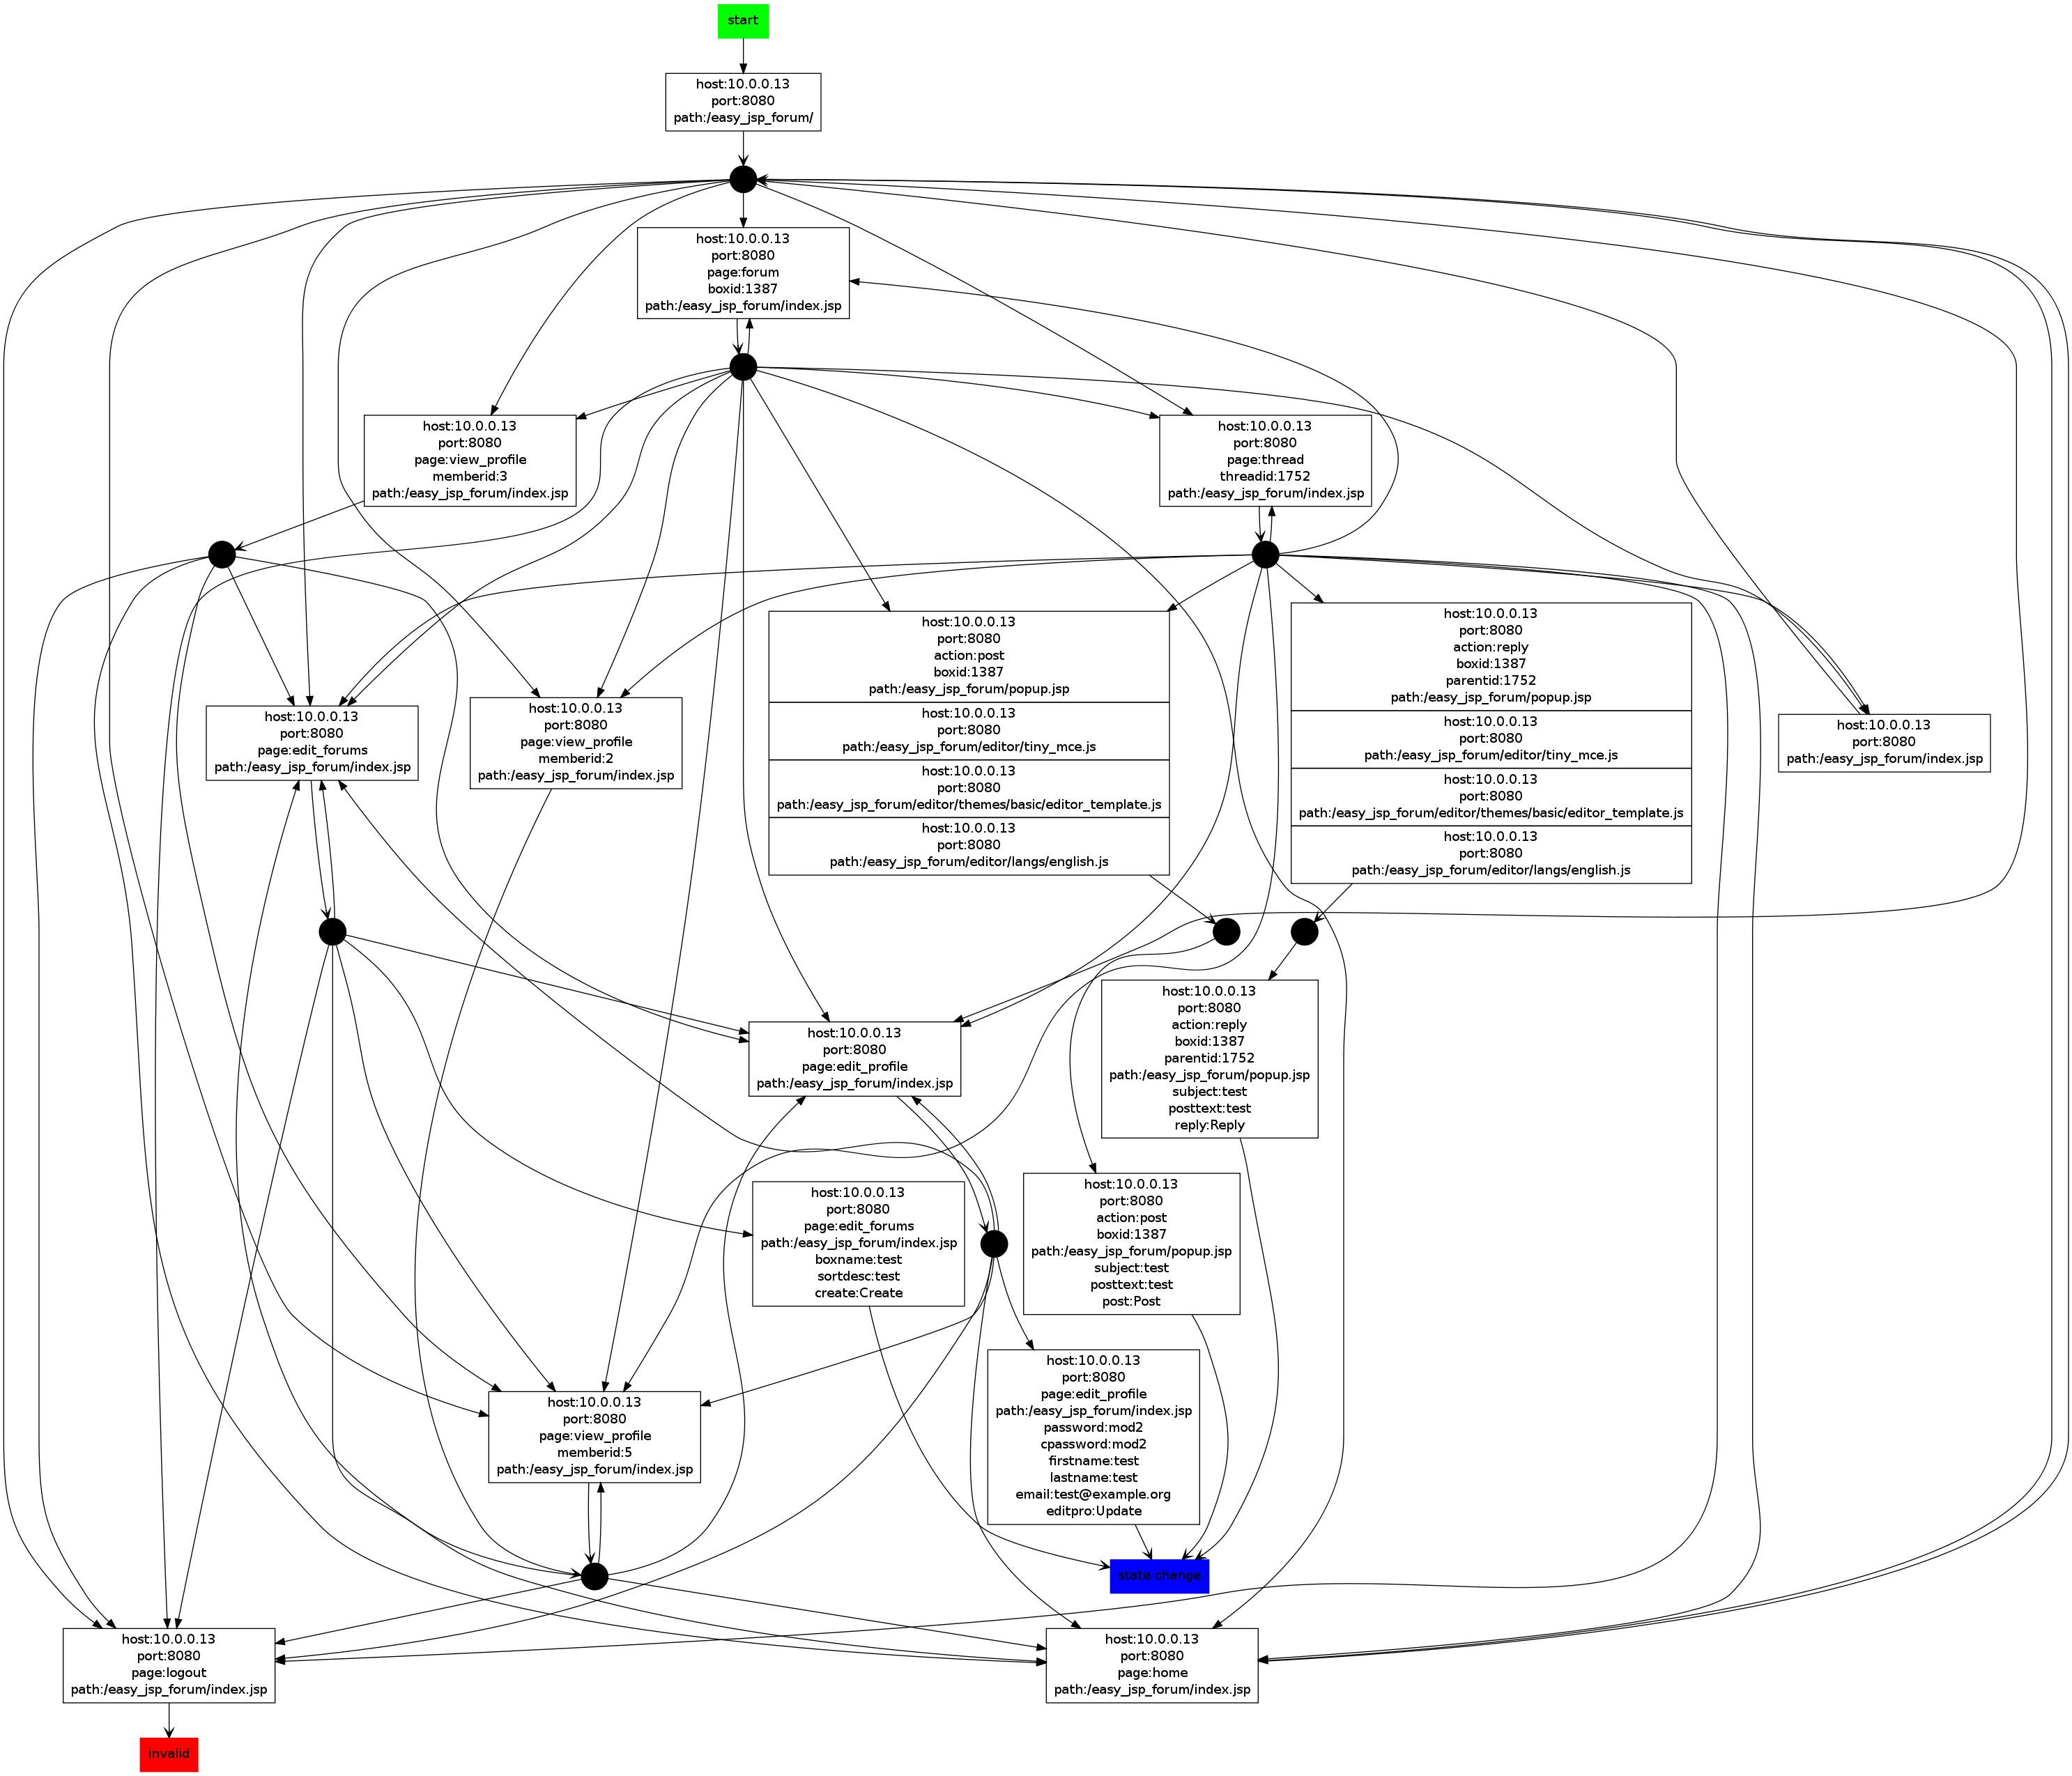 start
host:10.0.0.13
port:8080
path:/easy_jsp_forum/
host:10.0.0.13
port:8080
page:forum
boxid:1387
path:/easy_jsp_forum/index.jsp
host:10.0.0.13
port:8080
page:view_profile
memberid:3
path:/easy_jsp_forum/index.jsp
host:10.0.0.13
port:8080
page:thread
threadid:1752
path:/easy_jsp_forum/index.jsp
host:10.0.0.13
port:8080
page:edit_forums
path:/easy_jsp_forum/index.jsp
host:10.0.0.13
port:8080
page:view_profile
memberid:2
path:/easy_jsp_forum/index.jsp
host:10.0.0.13
port:8080
action:post
boxid:1387
path:/easy_jsp_forum/popup.jsp
host:10.0.0.13
port:8080
path:/easy_jsp_forum/editor/tiny_mce.js
host:10.0.0.13
port:8080
path:/easy_jsp_forum/editor/themes/basic/editor_template.js
host:10.0.0.13
port:8080
path:/easy_jsp_forum/editor/langs/english.js
host:10.0.0.13
port:8080
action:reply
boxid:1387
parentid:1752
path:/easy_jsp_forum/popup.jsp
host:10.0.0.13
port:8080
path:/easy_jsp_forum/editor/tiny_mce.js
host:10.0.0.13
port:8080
path:/easy_jsp_forum/editor/themes/basic/editor_template.js
host:10.0.0.13
port:8080
path:/easy_jsp_forum/editor/langs/english.js
host:10.0.0.13
port:8080
path:/easy_jsp_forum/index.jsp
host:10.0.0.13
port:8080
page:edit_profile
path:/easy_jsp_forum/index.jsp
host:10.0.0.13
port:8080
action:reply
boxid:1387
parentid:1752
path:/easy_jsp_forum/popup.jsp
subject:test
posttext:test
reply:Reply
host:10.0.0.13
port:8080
page:edit_forums
path:/easy_jsp_forum/index.jsp
boxname:test
sortdesc:test
create:Create
host:10.0.0.13
port:8080
action:post
boxid:1387
path:/easy_jsp_forum/popup.jsp
subject:test
posttext:test
post:Post
host:10.0.0.13
port:8080
page:view_profile
memberid:5
path:/easy_jsp_forum/index.jsp
host:10.0.0.13
port:8080
page:edit_profile
path:/easy_jsp_forum/index.jsp
password:mod2
cpassword:mod2
firstname:test
lastname:test
email:test@example.org
editpro:Update
state change
host:10.0.0.13
port:8080
page:logout
path:/easy_jsp_forum/index.jsp
host:10.0.0.13
port:8080
page:home
path:/easy_jsp_forum/index.jsp
invalid